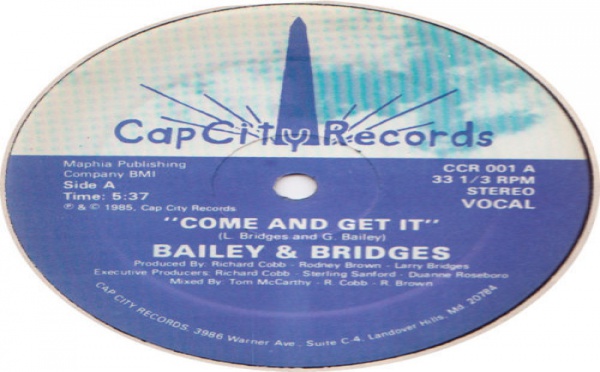 CapCity Records
Maphia Publishing
Company BMI
Side A
Time: 5:37
℗ & © 1985, Cap City Records
CCR 001 A
33 1/3 RPM
STEREO
VOCAL
"COME AND GET IT"
(L. Bridges and G. Bailey)
BAILEY & BRIDGES
Produced By: Richard Cobb - Rodney Brown - Larry Bridges
Executive Producers: Richard Cobb - Sterling Sanford - Duanne Roseboro
Mixed By: Tom McCarthy - R. Cobb - R. Brown
CAP CITY RECORDS, 3986 Warner Ave., Suite C-4, Landover Hills, Md. 20784